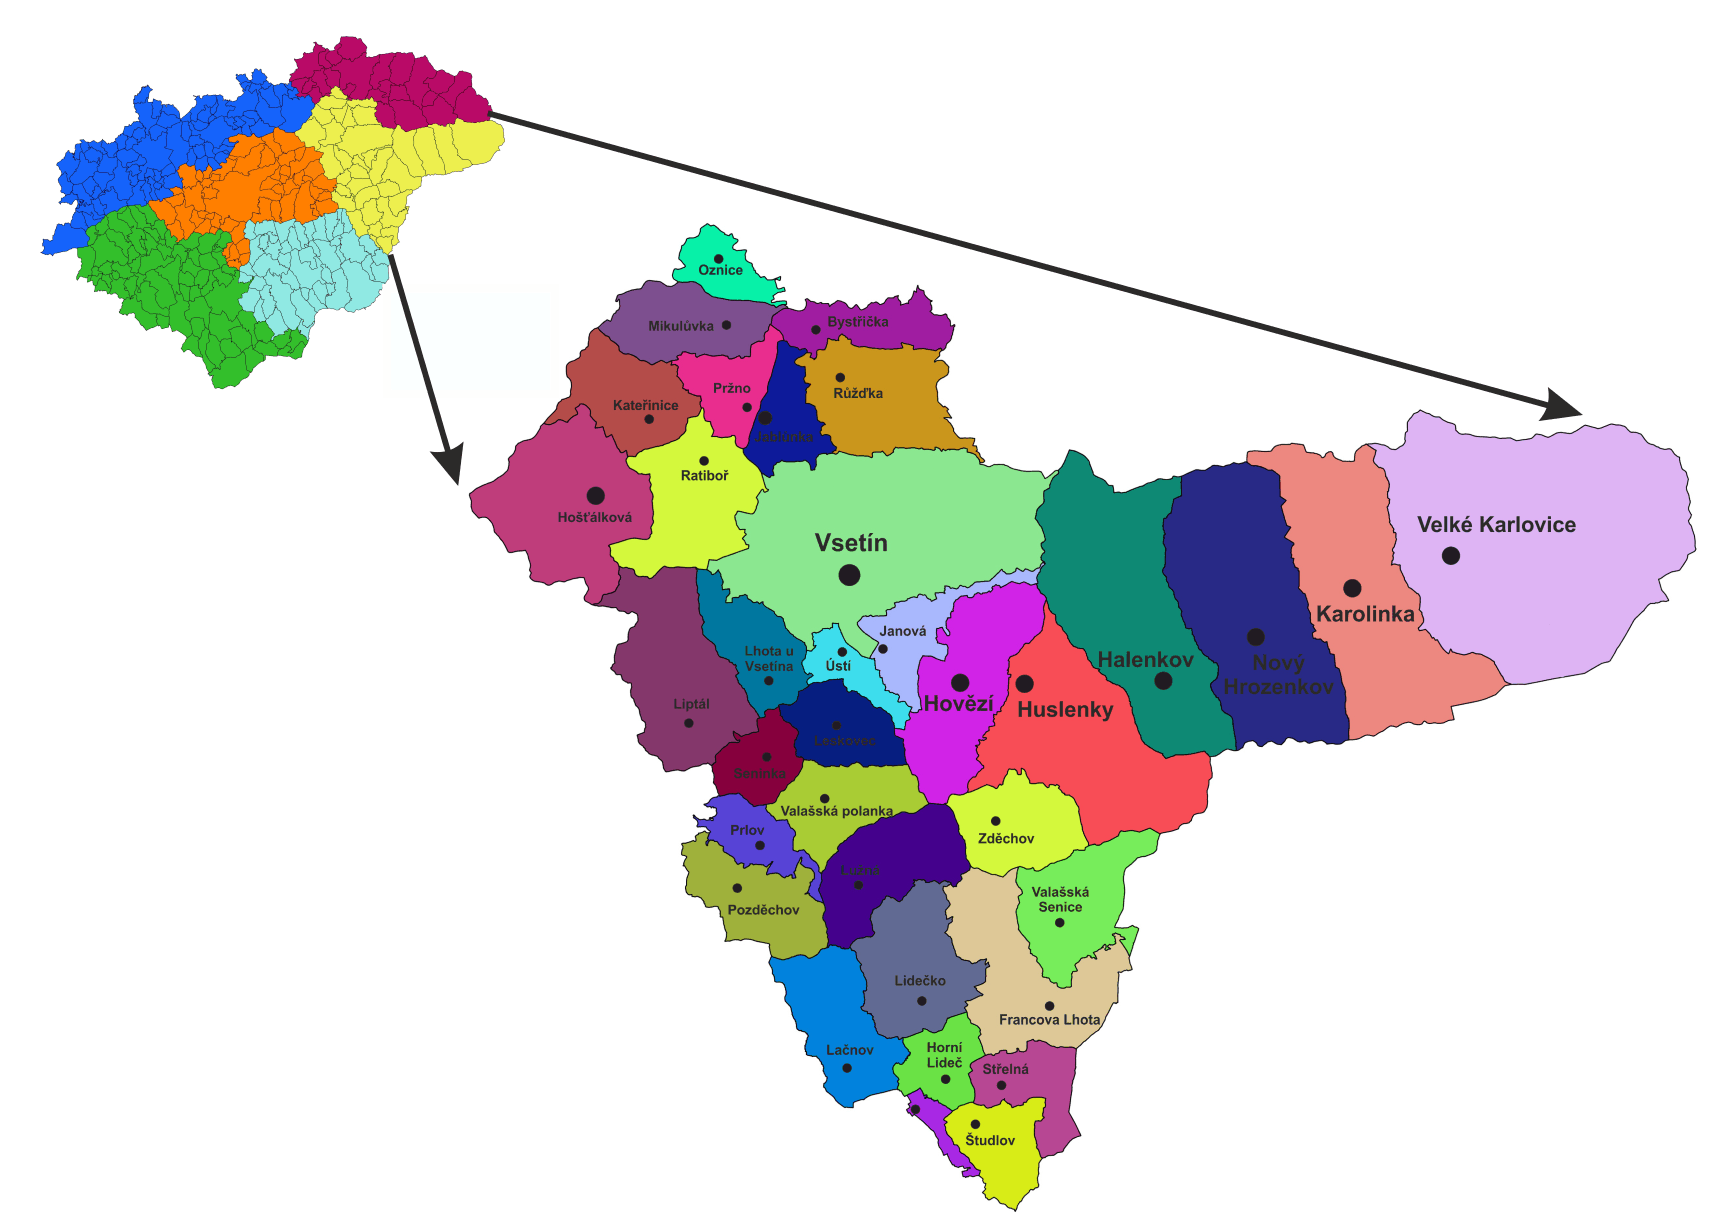 Oznice
Mikulůvka
Bystřička
Pržno
Růžďka
Kateřinice
Jablůnka
Ratiboř
Hošťálková
Velké Karlovice
Vsetín
Karolinka
Janová
Lhota u
Vsetína
Ústí
Halenkov
Nový
Hrozenkov
Liptál
Hovězí
Huslenky
Leskovec
Seninka
Valašská polanka
Prlov
Zděchov
Lužná
Valašská
Senice
Pozděchov
Lidečko
Francova Lhota
Lačnov
Horní
Lideč
Střelná
Študlov